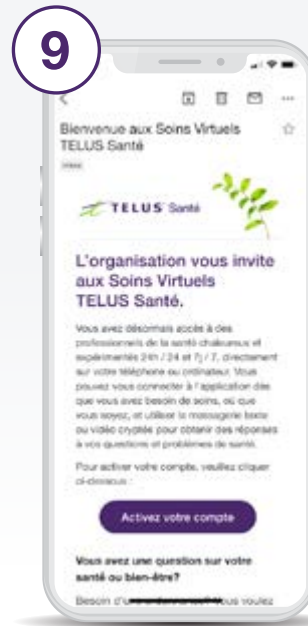 9
Bienvenue aux Soins Virtuels
TELUS Santé
TELUS Santé
L'organisation vous invite
aux Soins Virtuels
TELUS Santé.
Vous avez désormais accès à des
professionnels de la santé chaleureux et
expérimentés 24h / 24 et 7j / 7, directement
sur votre téléphone ou ordinateur. Vous
pouvez vous connecter à l'application dès
que vous avez besoin de soins, où que
vous soyez, et utiliser la messagerie texte
ou vidéo cryptée pour obtenir des réponses
à vos questions et problèmes de santé.
Pour activer votre compte, veuillez cliquer
ci-dessous :
Activez votre compte
Vous avez une question sur votre
santé ou bien-être?
Besoin d'une vous voulez